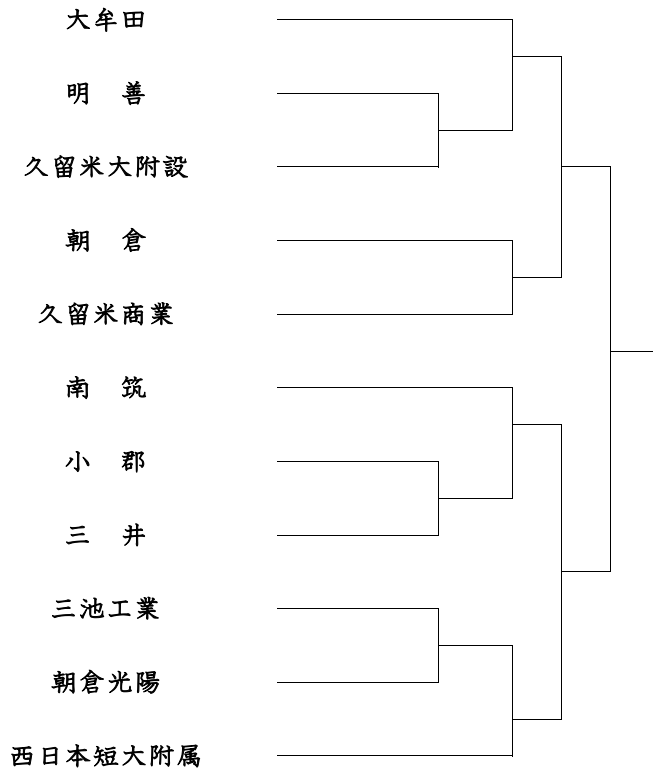 大牟田
明　善
久留米大附設
朝　倉
久留米商業
南　筑
小　郡
三　井
三池工業
朝倉光陽
西日本短大附属